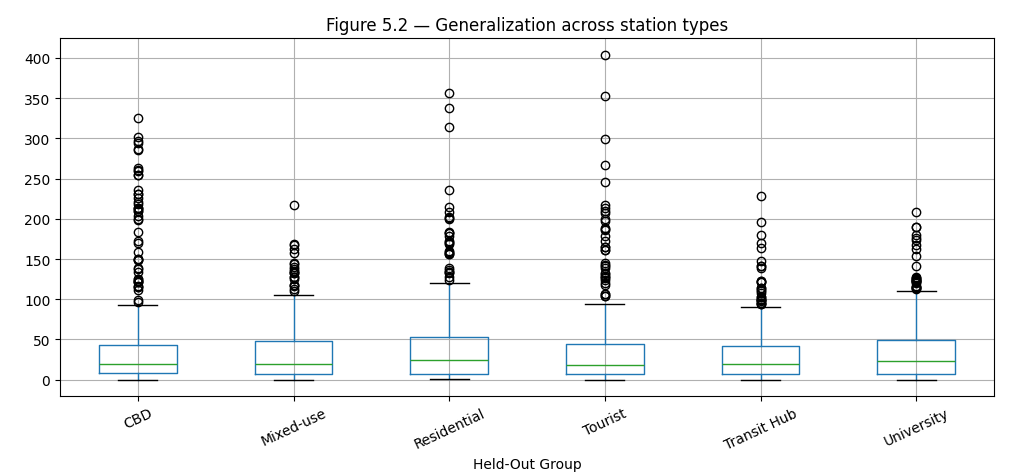 Figure 5.2 — Generalization across station types
400
350
300
250
200
150
100
50
0
CBD
Mixed-use
Residential
Tourist
Transit Hub
University
Held-Out Group